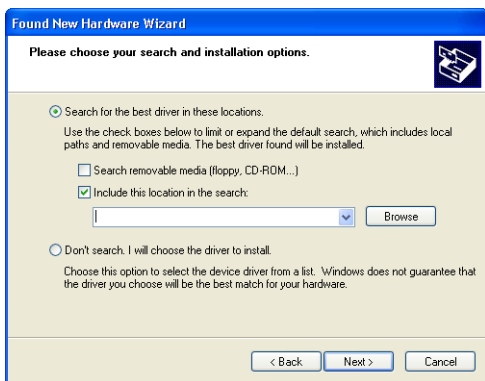 Found New Hardware Wizard
Please choose your search and installation options.
Search for the best driver in these locations.
Use the check boxes below to limit or expand the default search, which includes local
paths and removable media. The best driver found will be installed.
Search removable media (floppy, CD-ROM...)
Include this location in the search:
Browse
Don't search. I will choose the driver to install.
Choose this option to select the device driver from a list. Windows does not guarantee that
the driver you choose will be the best match for your hardware.
< Back Next > Cancel